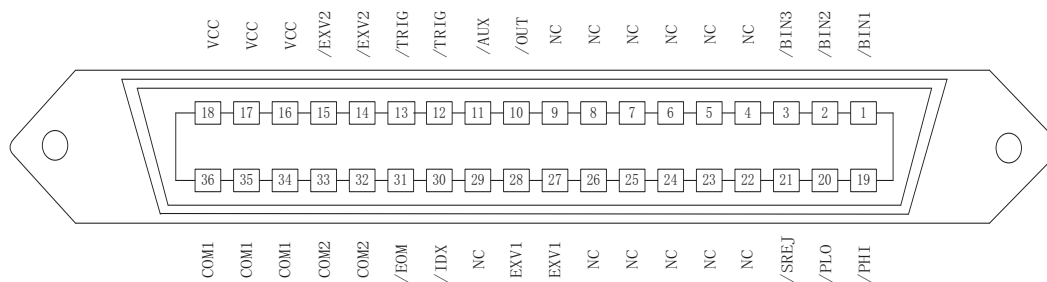 VCC VCC VCC /EXV2 /EXV2 /TRIG /TRIG /AUX /OUT NC NC NC NC NC NC /BIN3 /BIN2 /BIN1
18 17 16 15 14 13 12 11 10 9 8 7 6 5 4 3 2 1
36 35 34 33 32 31 30 29 28 27 26 25 24 23 22 21 20 19
COM1 COM1 COM1 COM2 COM2 /EOM /IDX NC EXV1 EXV1 NC NC NC NC NC /SREJ /PLO /PHI